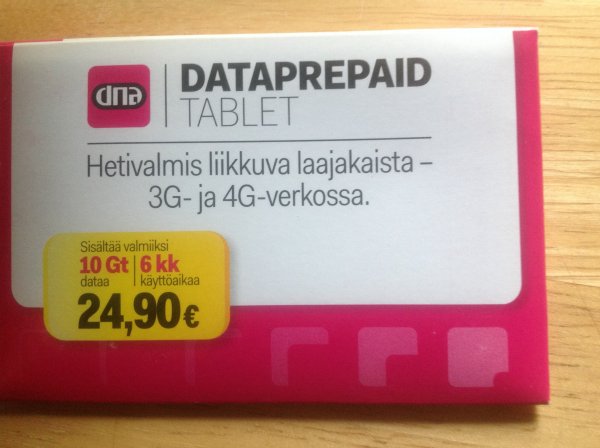 dna
DATAPREPAID
TABLET
Hetivalmis liikkuva laajakaista –
3G- ja 4G-verkossa.
Sisältää valmiiksi
10 Gt | 6 kk
dataa | käyttöaikaa
24,90 €